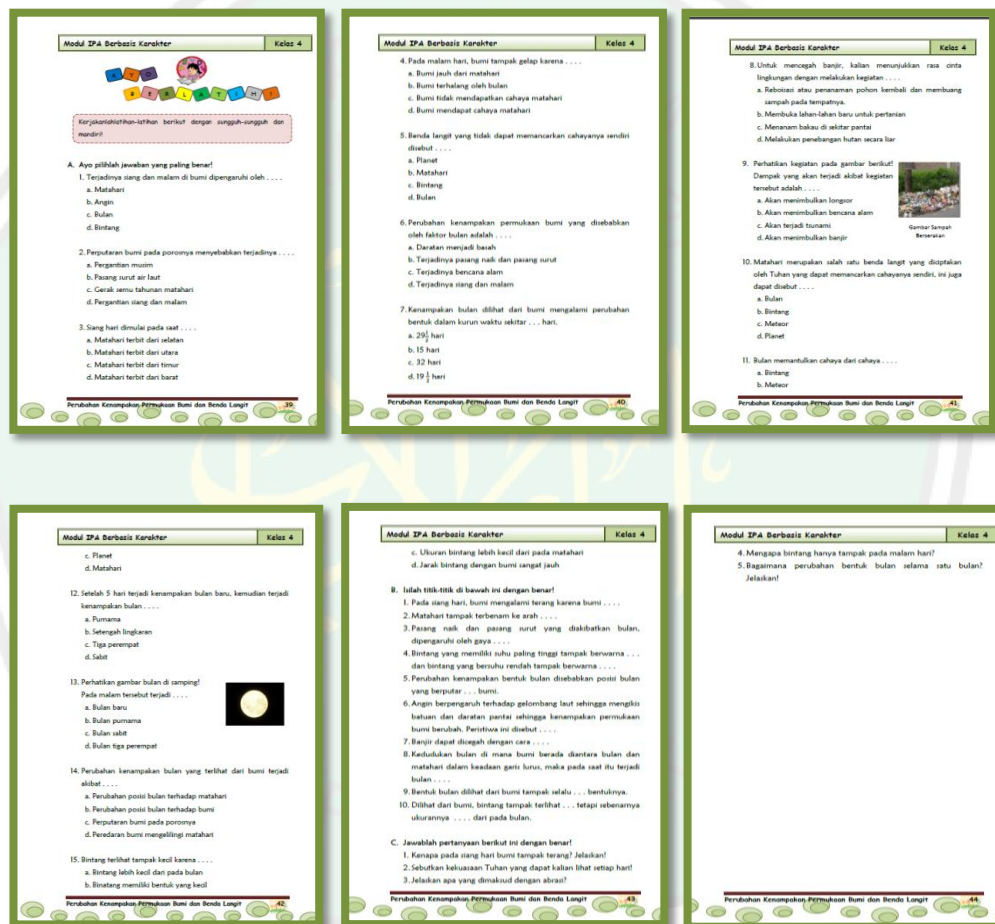 Modul IPA Berbasis Karakter Kelas 4
AYO
BERLATIH!
Kerjakanlahlatihan-latihan berikut dengan sungguh-sungguh dan
mandiri!
A. Ayo pilihlah jawaban yang paling benar!
1. Terjadinya siang dan malam di bumi dipengaruhi oleh . . . .
a. Matahari
b. Angin
c. Bulan
d. Bintang
2. Perputaran bumi pada porosnya menyebabkan terjadinya . . . .
a. Pergantian musim
b. Pasang surut air laut
c. Gerak semu tahunan matahari
d. Pergantian siang dan malam
3. Siang hari dimulai pada saat . . . .
a. Matahari terbit dari selatan
b. Matahari terbit dari utara
c. Matahari terbit dari timur
d. Matahari terbit dari barat
Perubahan Kenampakan Permukaan Bumi dan Benda Langit 39
Modul IPA Berbasis Karakter Kelas 4
4. Pada malam hari, bumi tampak gelap karena . . . .
a. Bumi jauh dari matahari
b. Bumi terhalang oleh bulan
c. Bumi tidak mendapatkan cahaya matahari
d. Bumi mendapat cahaya matahari
5. Benda langit yang tidak dapat memancarkan cahayanya sendiri
disebut . . . .
a. Planet
b. Matahari
c. Bintang
d. Bulan
6. Perubahan kenampakan permukaan bumi yang disebabkan
oleh faktor bulan adalah . . . .
a. Daratan menjadi basah
b. Terjadinya pasang naik dan pasang surut
c. Terjadinya bencana alam
d. Terjadinya siang dan malam
7. Kenampakan bulan dilihat dari bumi mengalami perubahan
bentuk dalam kurun waktu sekitar . . . hari.
a. 29 hari
b. 15 hari
c. 32 hari
d. 19 hari
Perubahan Kenampakan Permukaan Bumi dan Benda Langit 40
Modul IPA Berbasis Karakter Kelas 4
8. Untuk mencegah banjir, kalian menunjukkan rasa cinta
lingkungan dengan melakukan kegiatan . . . .
a. Reboisasi atau penanaman pohon kembali dan membuang
sampah pada tempatnya.
b. Membuka lahan-lahan baru untuk pertanian
c. Menanam bakau di sekitar pantai
d. Melakukan penebangan hutan secara liar
9. Perhatikan kegiatan pada gambar berikut!
Dampak yang akan terjadi akibat kegiatan
tersebut adalah . . . .
a. Akan menimbulkan longsor
b. Akan menimbulkan bencana alam
c. Akan terjadi tsunami
d. Akan menimbulkan banjir
Gambar Sampah
Berserakan
10. Matahari merupakan salah satu benda langit yang diciptakan
oleh Tuhan yang dapat memancarkan cahayanya sendiri, ini juga
dapat disebut . . . .
a. Bulan
b. Bintang
c. Meteor
d. Planet
11. Bulan memantulkan cahaya dari cahaya . . . .
a. Bintang
b. Meteor
Perubahan Kenampakan Permukaan Bumi dan Benda Langit 41
Modul IPA Berbasis Karakter Kelas 4
c. Planet
d. Matahari
12. Setelah 5 hari terjadi kenampakan bulan baru, kemudian terjadi
kenampakan bulan . . . .
a. Purnama
b. Setengah lingkaran
c. Tiga perempat
d. Sabit
13. Perhatikan gambar bulan di samping!
Pada malam tersebut terjadi . . . .
a. Bulan baru
b. Bulan purnama
c. Bulan sabit
d. Bulan tiga perempat
14. Perubahan kenampakan bulan yang terlihat dari bumi terjadi
akibat . . . .
a. Perubahan posisi bulan terhadap matahari
b. Perubahan posisi bulan terhadap bumi
c. Perputaran bumi pada porosnya
d. Peredaran bumi mengelilingi matahari
15. Bintang terlihat tampak kecil karena . . . .
a. Bintang lebih kecil dari pada bulan
b. Binatang memiliki bentuk yang kecil
Perubahan Kenampakan Permukaan Bumi dan Benda Langit 42
Modul IPA Berbasis Karakter Kelas 4
c. Ukuran bintang lebih kecil dari pada matahari
d. Jarak bintang dengan bumi sangat jauh
B. Isilah titik-titik di bawah ini dengan benar!
1. Pada siang hari, bumi mengalami terang karena bumi . . . .
2. Matahari tampak terbenam ke arah . . . .
3. Pasang naik dan pasang surut yang diakibatkan bulan,
dipengaruhi oleh gaya . . . .
4. Bintang yang memiliki suhu paling tinggi tampak berwarna . . .
dan bintang yang bersuhu rendah tampak berwarna . . . .
5. Perubahan kenampakan bentuk bulan disebabkan posisi bulan
yang berputar . . . bumi.
6. Angin berpengaruh terhadap gelombang laut sehingga mengikis
batuan dan daratan pantai sehingga kenampakan permukaan
bumi berubah. Peristiwa ini disebut . . . .
7. Banjir dapat dicegah dengan cara . . . .
8. Kedudukan bulan di mana bumi berada diantara bulan dan
matahari dalam keadaan garis lurus, maka pada saat itu terjadi
bulan . . . .
9. Bentuk bulan dilihat dari bumi tampak selalu . . . bentuknya.
10. Dilihat dari bumi, bintang tampak terlihat . . . tetapi sebenarnya
ukurannya . . . . dari pada bulan.
C. Jawablah pertanyaan berikut ini dengan benar!
1. Kenapa pada siang hari bumi tampak terang? Jelaskan!
2. Sebutkan kekuasaan Tuhan yang dapat kalian lihat setiap hari!
3. Jelaskan apa yang dimaksud dengan abrasi?
Perubahan Kenampakan Permukaan Bumi dan Benda Langit 43
Modul IPA Berbasis Karakter Kelas 4
4. Mengapa bintang hanya tampak pada malam hari?
5. Bagaimana perubahan bentuk bulan selama satu bulan?
Jelaskan!
Perubahan Kenampakan Permukaan Bumi dan Benda Langit 44